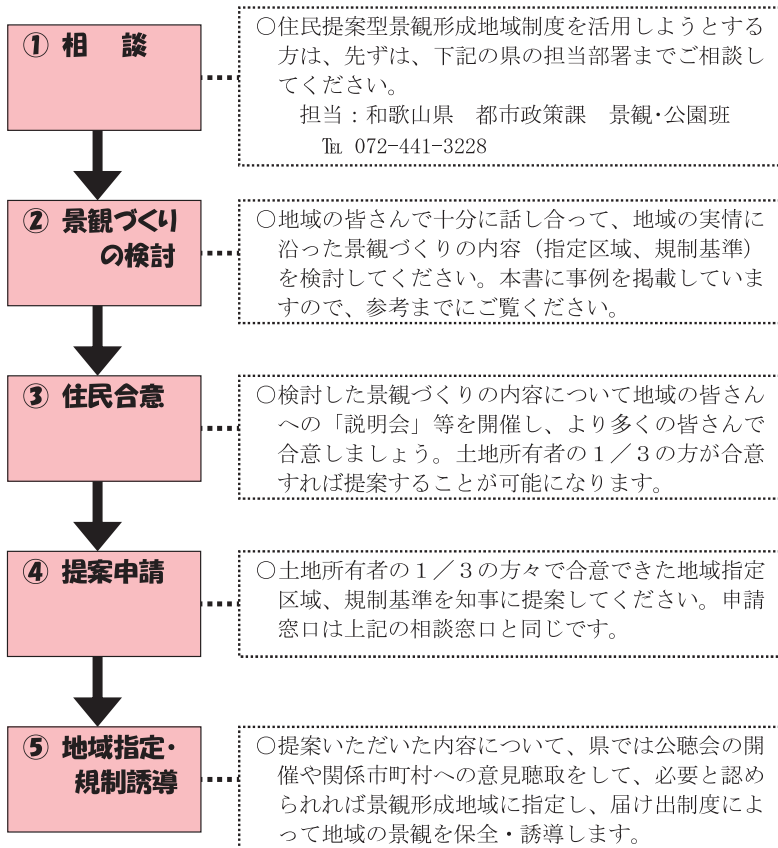 ① 相　談
○住民提案型景観形成地域制度を活用しようとする
方は、先ずは、下記の県の担当部署までご相談し
てください。
担当：和歌山県　都市政策課　景観･公園班
℡ 072−441−3228
② 景観づくり
の検討
○地域の皆さんで十分に話し合って、地域の実情に
沿った景観づくりの内容（指定区域、規制基準）
を検討してください。本書に事例を掲載していま
すので、参考までにご覧ください。
③ 住民合意
○検討した景観づくりの内容について地域の皆さん
への「説明会」等を開催し、より多くの皆さんで
合意しましょう。土地所有者の１／３の方が合意
すれば提案することが可能になります。
④ 提案申請
○土地所有者の１／３の方々で合意できた地域指定
区域、規制基準を知事に提案してください。申請
窓口は上記の相談窓口と同じです。
⑤ 地域指定・
規制誘導
○提案いただいた内容について、県では公聴会の開
催や関係市町村への意見聴取をして、必要と認め
られれば景観形成地域に指定し、届け出制度によ
って地域の景観を保全・誘導します。